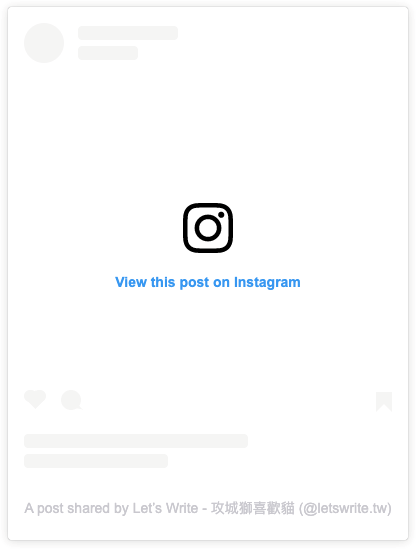 View this post on Instagram
A post shared by Let’s Write - 攻城獅喜歡貓 (@letswrite.tw)